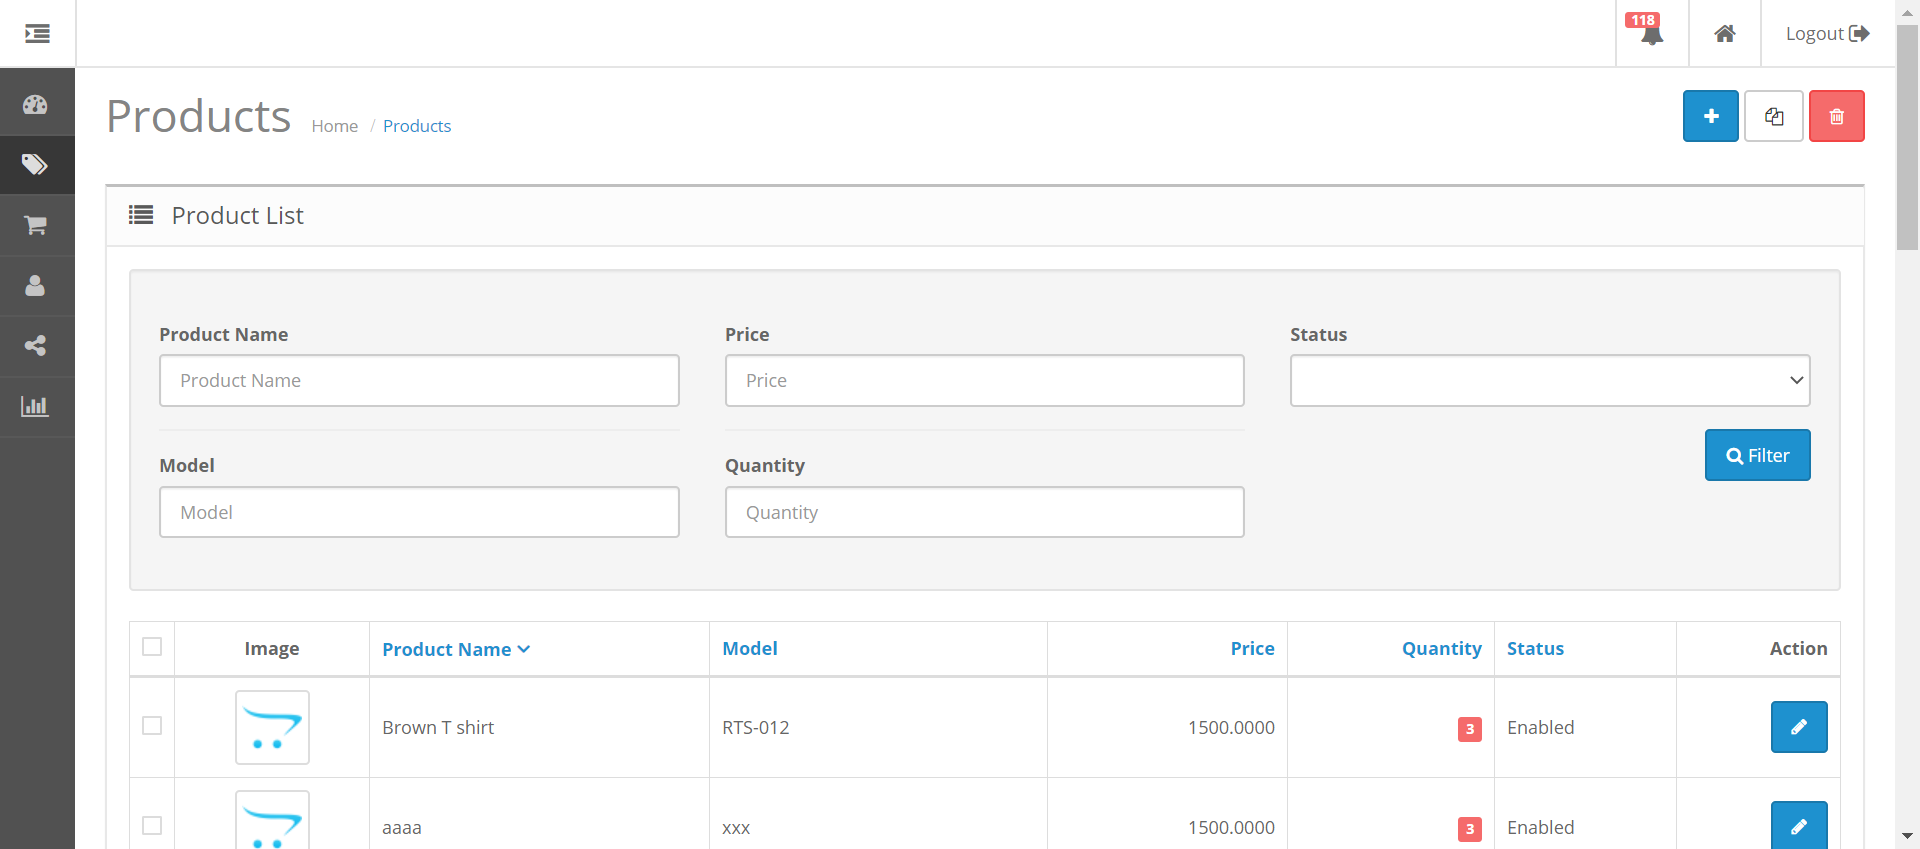 118
Logout
Products
Home / Products
Product List
Product Name
Price
Status
Product Name
Price
Filter
Model
Quantity
Model
Quantity
Image
Product Name
Model
Price
Quantity
Status
Action
Brown T shirt
RTS-012
1500.0000
3
Enabled
aaaa
xxx
1500.0000
3
Enabled